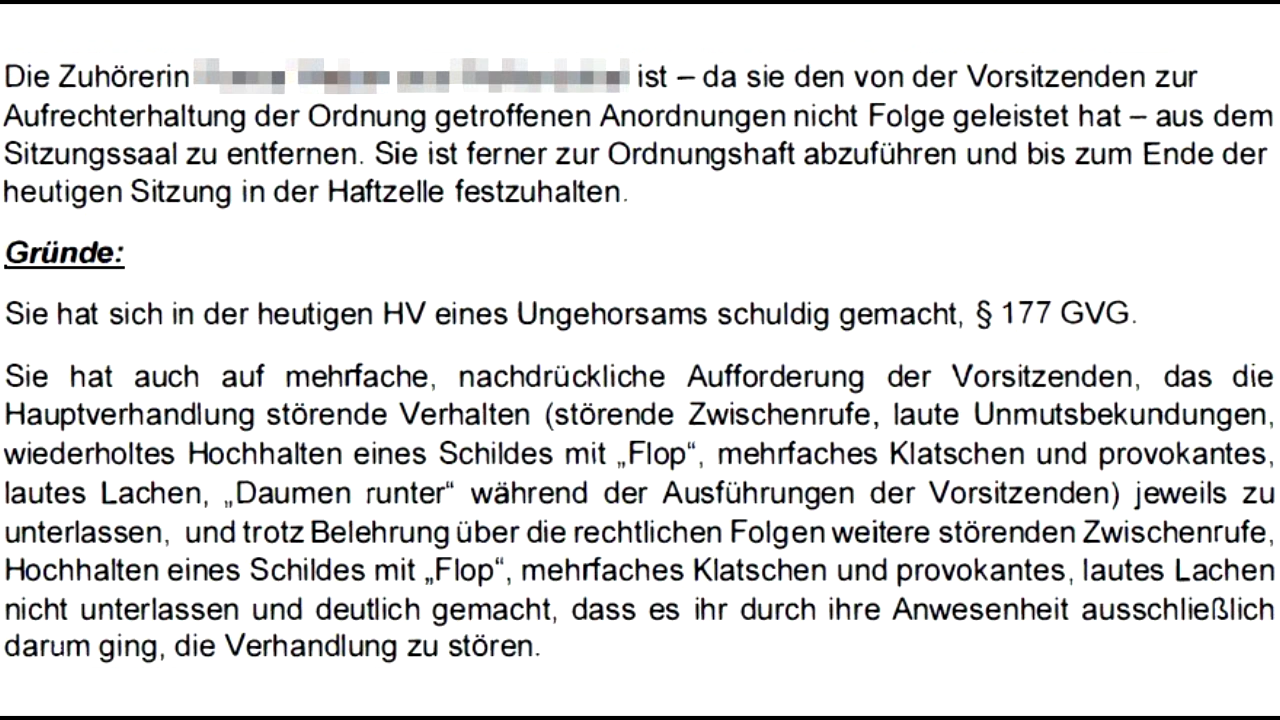 Die Zuhörerin ist – da sie den von der Vorsitzenden zur
Aufrechterhaltung der Ordnung getroffenen Anordnungen nicht Folge geleistet hat – aus dem
Sitzungssaal zu entfernen. Sie ist ferner zur Ordnungshaft abzuführen und bis zum Ende der
heutigen Sitzung in der Haftzelle festzuhalten.
Gründe:
Sie hat sich in der heutigen HV eines Ungehorsams schuldig gemacht, § 177 GVG.
Sie hat auch auf mehrfache, nachdrückliche Aufforderung der Vorsitzenden, das die
Hauptverhandlung störende Verhalten (störende Zwischenrufe, laute Unmutsbekundungen,
wiederholtes Hochhalten eines Schildes mit „Flop“, mehrfaches Klatschen und provokantes,
lautes Lachen, „Daumen runter“ während der Ausführungen der Vorsitzenden) jeweils zu
unterlassen, und trotz Belehrung über die rechtlichen Folgen weitere störenden Zwischenrufe,
Hochhalten eines Schildes mit „Flop“, mehrfaches Klatschen und provokantes, lautes Lachen
nicht unterlassen und deutlich gemacht, dass es ihr durch ihre Anwesenheit ausschließlich
darum ging, die Verhandlung zu stören.